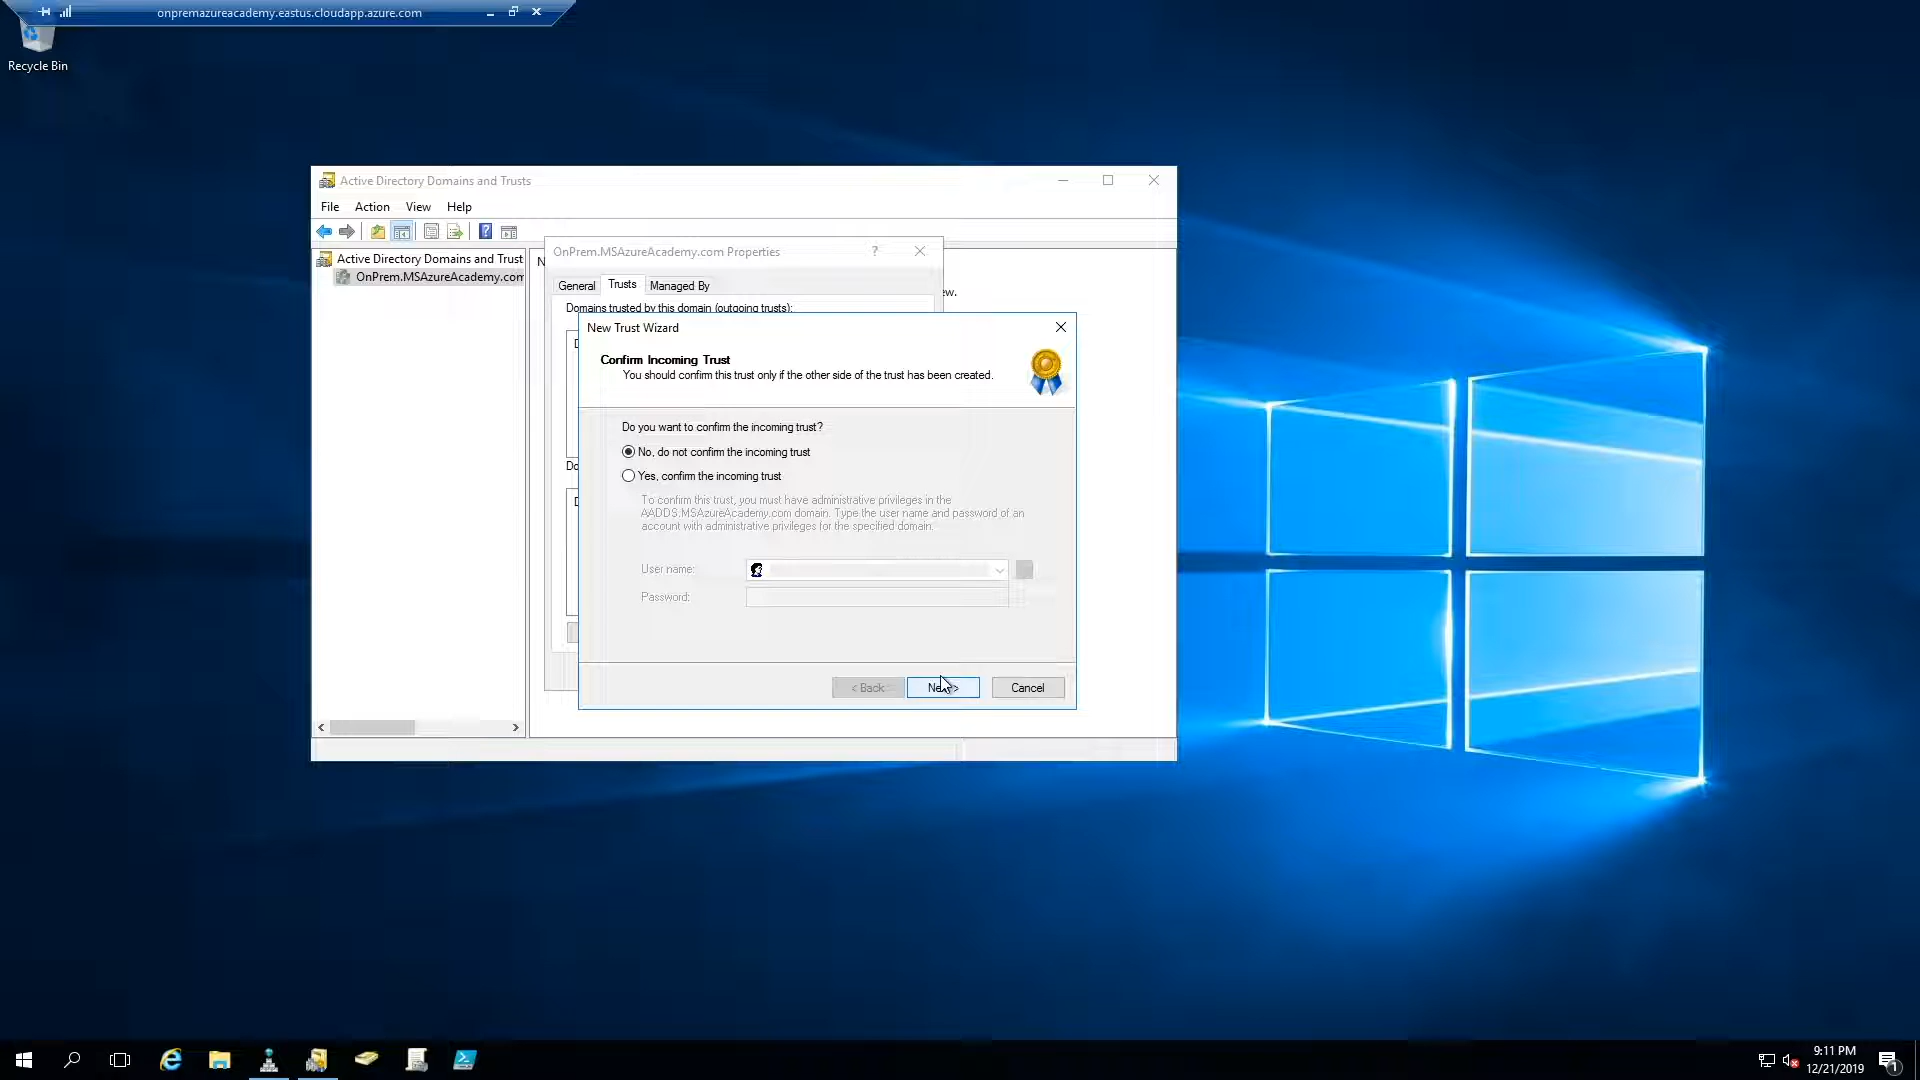 onpremazureacademy.eastus.cloudapp.azure.com
Recycle Bin
Active Directory Domains and Trusts
File Action View Help
Active Directory Domains and Trust
OnPrem.MSAzureAcademy.com
OnPrem.MSAzureAcademy.com Properties
General Trusts Managed By
Domains trusted by this domain (outgoing trusts):
ew.
New Trust Wizard
Confirm Incoming Trust
You should confirm this trust only if the other side of the trust has been created.
Do you want to confirm the incoming trust?
No, do not confirm the incoming trust
Yes, confirm the incoming trust
To confirm this trust, you must have administrative privileges in the
AADDS.MSAzureAcademy.com domain. Type the user name and password of an
account with administrative privileges for the specified domain.
User name:
Password:
< Back
Cancel
9:11 PM
12/21/2019
1